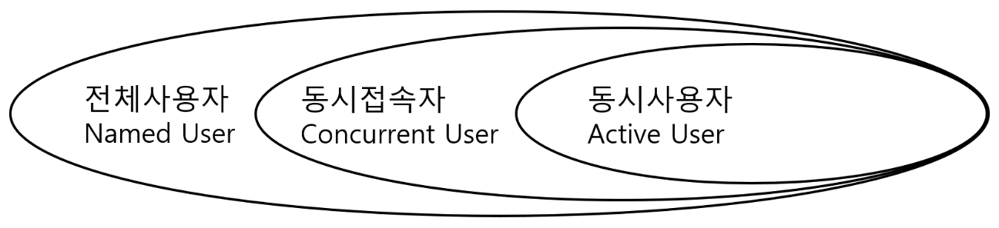 전체사용자
Named User
동시접속자
Concurrent User
동시사용자
Active User